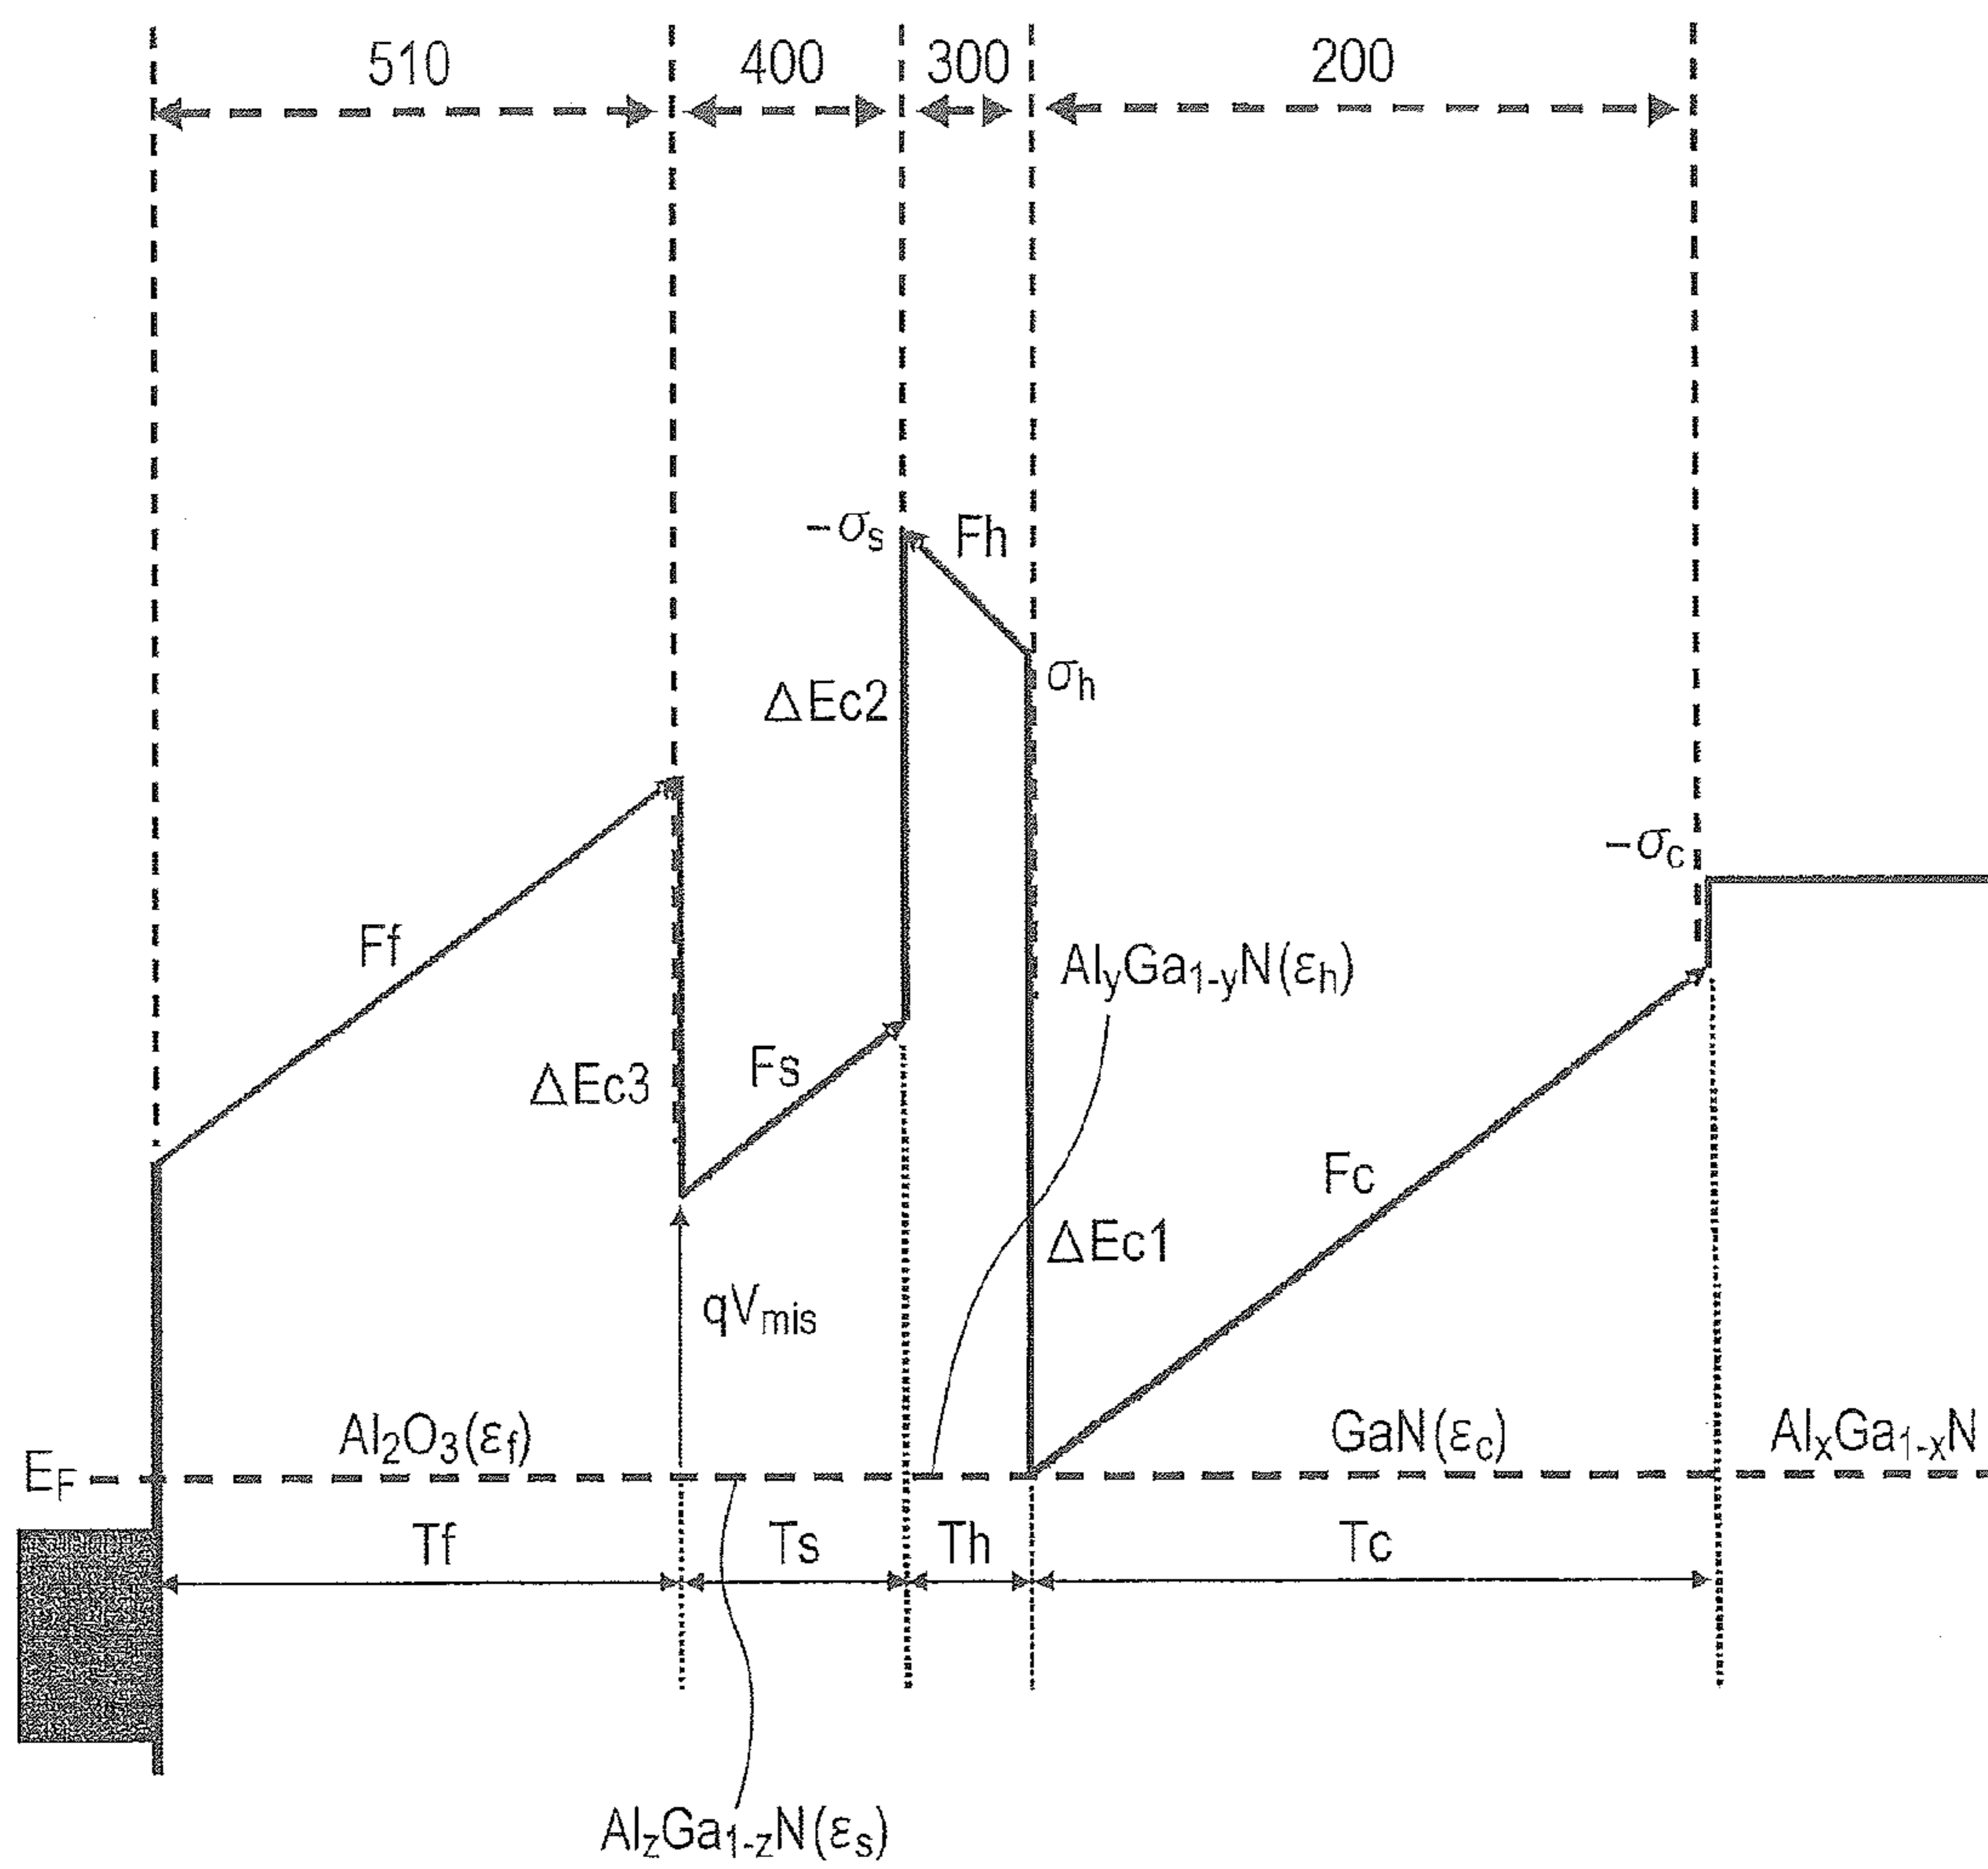 510 400 300 200
−σs Fh
σh
ΔEc2
−σc
Ff
AlyGa1-yN(εh)
Fs
ΔEc3
Fc
ΔEc1
qVmis
Al2O3(εf) GaN(εc) AlxGa1-xN
EF
Tf Ts Th Tc
AlzGa1-zN(εs)